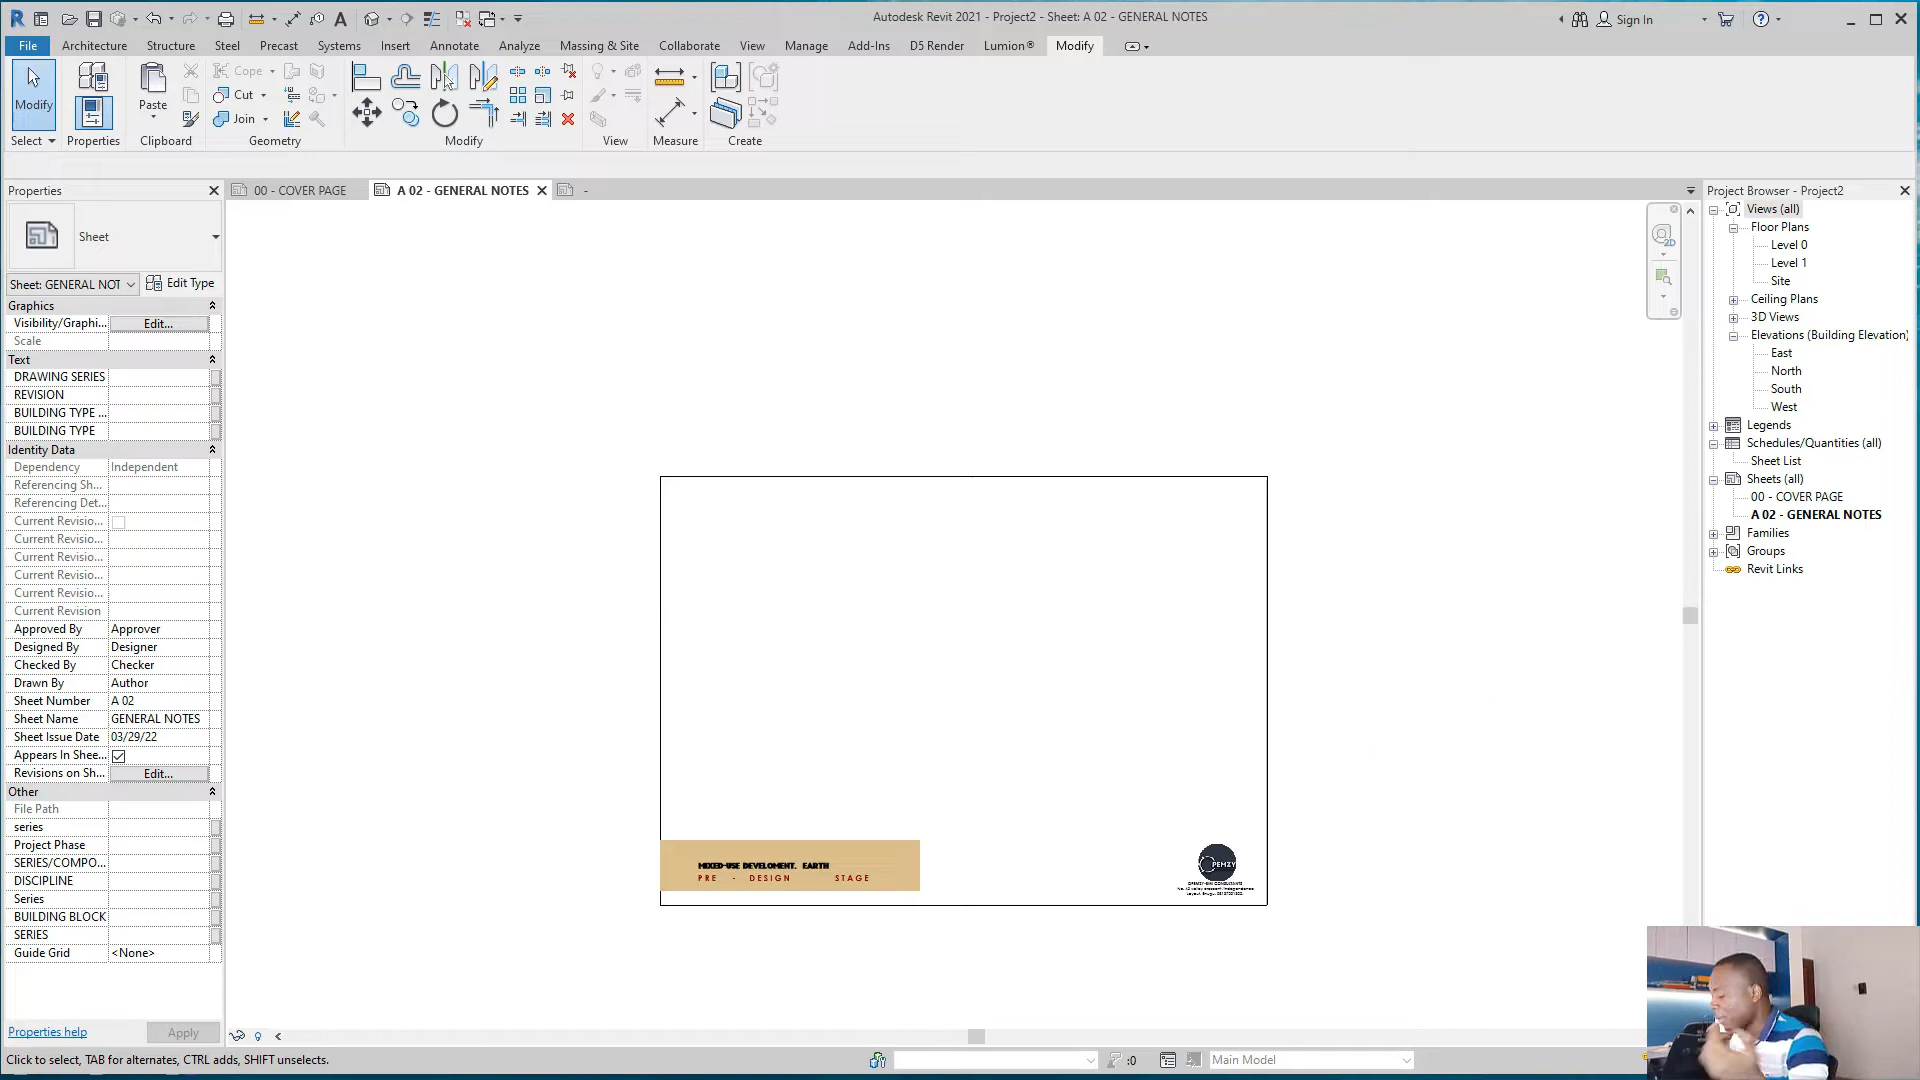 Autodesk Revit 2021 - Project2 - Sheet: A 02 - GENERAL NOTES
Sign In
File Architecture Structure Steel Precast Systems Insert Annotate Analyze Massing & Site Collaborate View Manage Add-Ins D5 Render Lumion® Modify
Modify Paste Cope Cut Join
Select Properties Clipboard Geometry Modify View Measure Create
Properties
00 - COVER PAGE
A 02 - GENERAL NOTES
-
Sheet
Sheet: GENERAL NOT
Edit Type
Graphics
Visibility/Graphi... Edit...
Scale
Text
DRAWING SERIES
REVISION
BUILDING TYPE ...
BUILDING TYPE
Identity Data
Dependency Independent
Referencing Sh...
Referencing Det...
Current Revisio...
Current Revisio...
Current Revisio...
Current Revisio...
Current Revisio...
Current Revision
Approved By Approver
Designed By Designer
Checked By Checker
Drawn By Author
Sheet Number A 02
Sheet Name GENERAL NOTES
Sheet Issue Date 03/29/22
Appears In Shee...
Revisions on Sh... Edit...
Other
File Path
series
Project Phase
SERIES/COMPO...
DISCIPLINE
Series
BUILDING BLOCK
SERIES
Guide Grid <None>
Properties help Apply
2D
MIXED-USE DEVELOMENT, EARTH
PRE - DESIGN STAGE
OPEMZY
Project Browser - Project2
Views (all)
Floor Plans
Level 0
Level 1
Site
Ceiling Plans
3D Views
Elevations (Building Elevation)
East
North
South
West
Legends
Schedules/Quantities (all)
Sheet List
Sheets (all)
00 - COVER PAGE
A 02 - GENERAL NOTES
Families
Groups
Revit Links
Click to select, TAB for alternates, CTRL adds, SHIFT unselects.
:0
Main Model